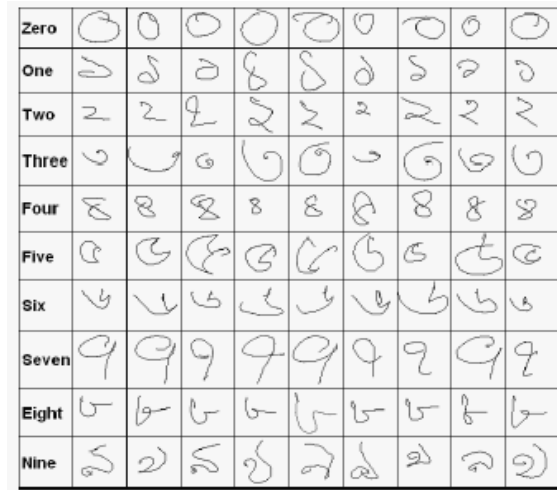 Zero ০ ০ ০ ০ ০ ০ ০ ০ ০
One ১ ১ ১ ১ ১ ১ ১ ১ ১
Two ২ ২ ২ ২ ২ ২ ২ ২ ২
Three ৩ ৩ ৩ ৩ ৩ ৩ ৩ ৩ ৩
Four ৪ ৪ ৪ ৪ ৪ ৪ ৪ ৪ ৪
Five ৫ ৫ ৫ ৫ ৫ ৫ ৫ ৫ ৫
Six ৬ ৬ ৬ ৬ ৬ ৬ ৬ ৬ ৬
Seven ৭ ৭ ৭ ৭ ৭ ৭ ৭ ৭ ৭
Eight ৮ ৮ ৮ ৮ ৮ ৮ ৮ ৮ ৮
Nine ৯ ৯ ৯ ৯ ৯ ৯ ৯ ৯ ৯